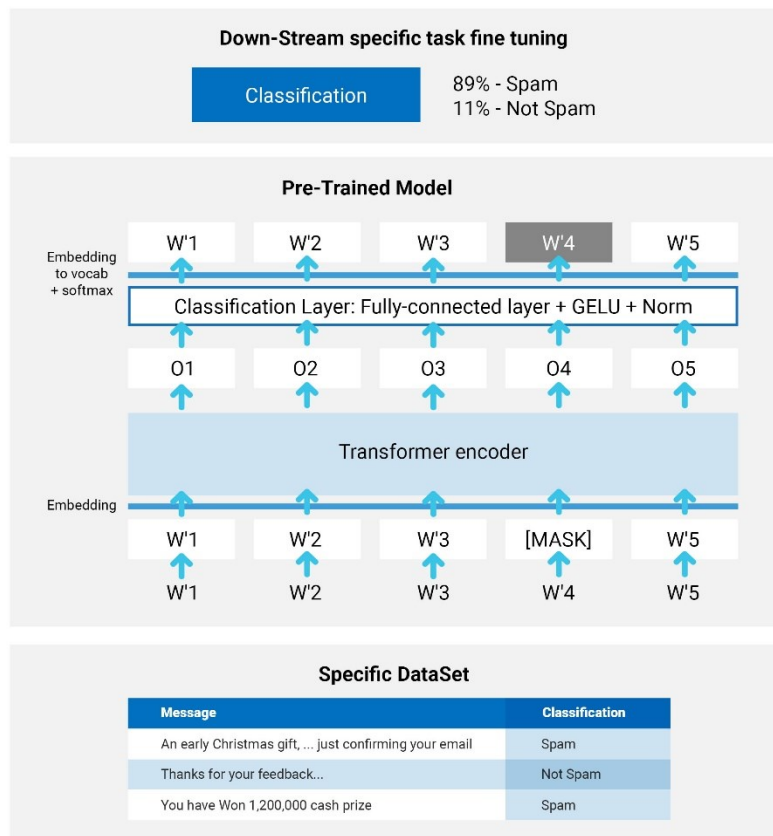 Down-Stream specific task fine tuning
Classification
89% - Spam
11% - Not Spam
Pre-Trained Model
Embedding
to vocab
+ softmax
W'1 W'2 W'3 W'4 W'5
Classification Layer: Fully-connected layer + GELU + Norm
O1 O2 O3 O4 O5
Transformer encoder
Embedding
W'1 W'2 W'3 [MASK] W'5
W'1 W'2 W'3 W'4 W'5
Specific DataSet
Message Classification
An early Christmas gift, ... just confirming your email Spam
Thanks for your feedback... Not Spam
You have Won 1,200,000 cash prize Spam